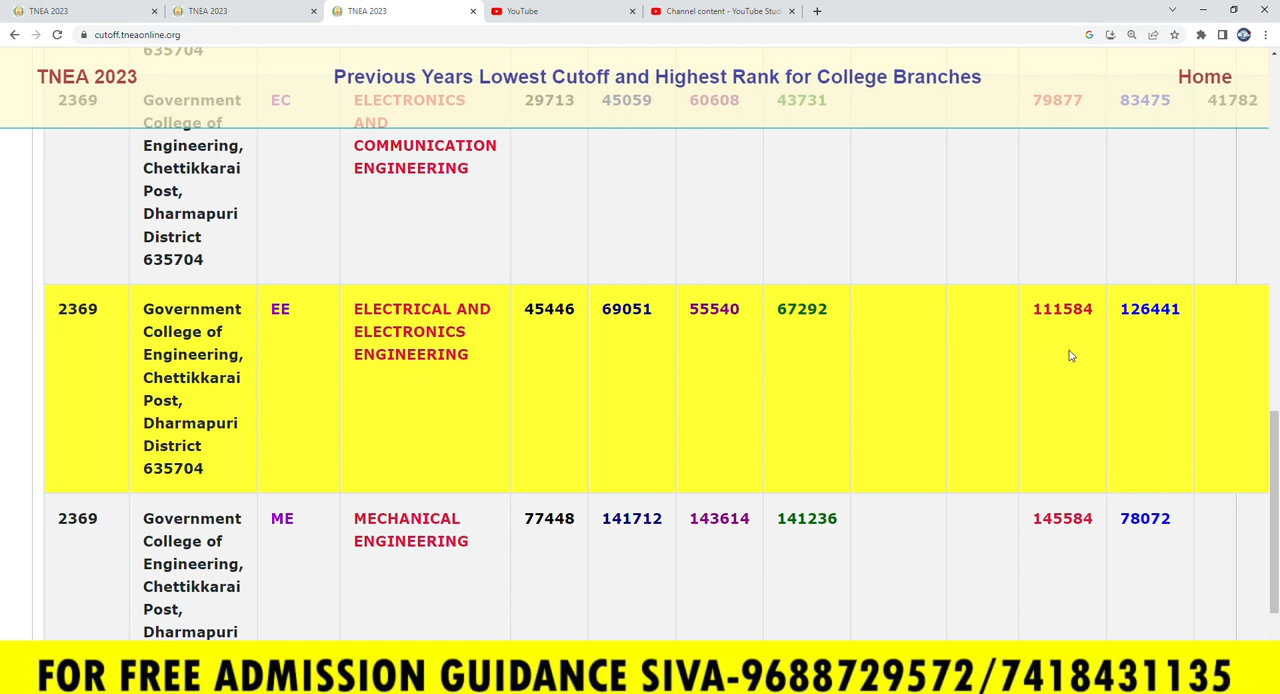 TNEA 2023
TNEA 2023
TNEA 2023
YouTube
Channel content - YouTube Stud
cutoff.tneaonline.org
635704
TNEA 2023
Previous Years Lowest Cutoff and Highest Rank for College Branches
Home
2369 Government EC ELECTRONICS 29713 45059 60608 43731 79877 83475 41782
College of AND
Engineering, COMMUNICATION
Chettikkarai ENGINEERING
Post,
Dharmapuri
District
635704
2369 Government EE ELECTRICAL AND 45446 69051 55540 67292 111584 126441
College of ELECTRONICS
Engineering, ENGINEERING
Chettikkarai
Post,
Dharmapuri
District
635704
2369 Government ME MECHANICAL 77448 141712 143614 141236 145584 78072
College of ENGINEERING
Engineering,
Chettikkarai
Post,
Dharmapuri
FOR FREE ADMISSION GUIDANCE SIVA-9688729572/7418431135